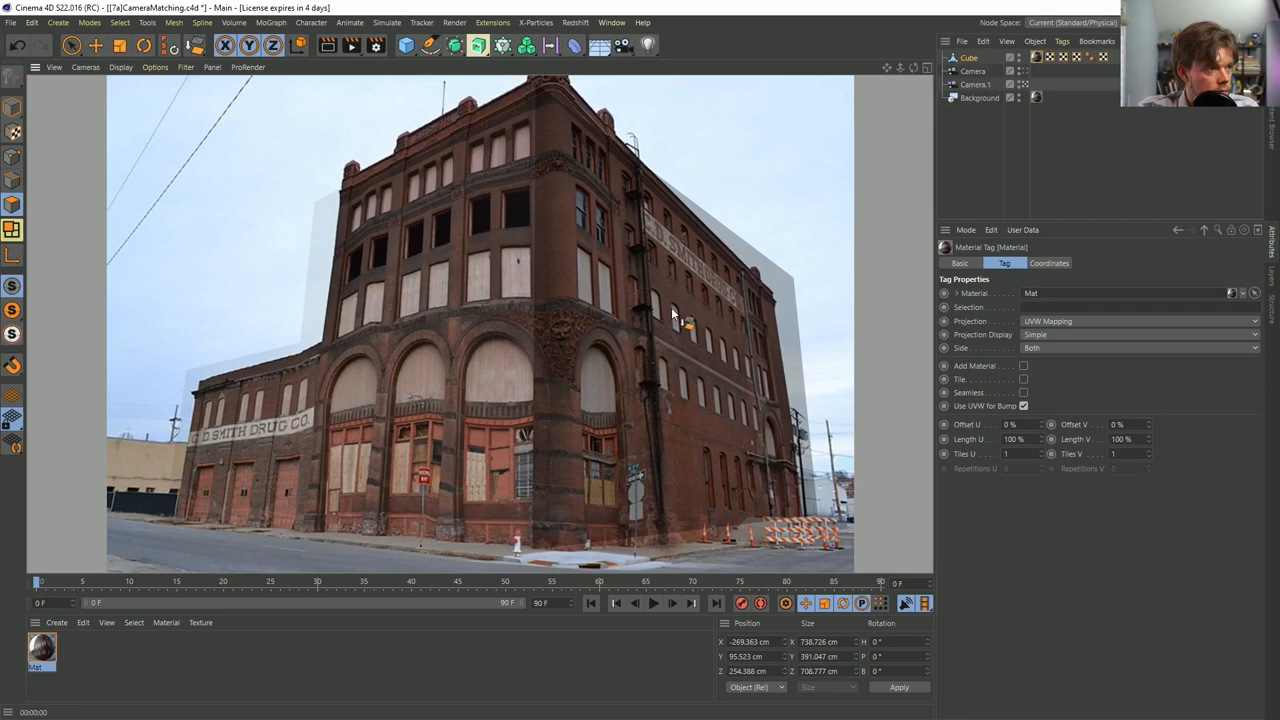 Cinema 4D S22.016 (RC) - [[7a]CameraMatching.c4d *] - Main - [License expires in 4 days]
File Edit Create Modes Select Tools Mesh Spline Volume MoGraph Character Animate Simulate Tracker Render Extensions X-Particles Redshift Window Help
Node Space: Current (Standard/Physical)
File Edit View Object Tags Bookmarks
View Cameras Display Options Filter Panel ProRender
Cube
Camera
Camera.1
Background
Mode Edit User Data
Material Tag [Material]
Basic Tag Coordinates
Tag Properties
Material Mat
Selection
Projection UVW Mapping
Projection Display Simple
Side Both
Add Material
Tile
Seamless
Use UVW for Bump
Offset U 0 % Offset V 0 %
Length U 100 % Length V 100 %
Tiles U 1 Tiles V 1
Repetitions U 0 Repetitions V 0
Attributes
Layers
Structure
D. SMITH DRUG CO.
0 5 10 15 20 25 30 35 40 45 50 55 60 65 70 75 80 85 90 0 F
0 F 0 F 90 F 90 F
Create Edit View Select Material Texture
Mat
Position Size Rotation
X -269.363 cm X 738.726 cm H 0 °
Y 95.523 cm Y 391.047 cm P 0 °
Z 254.388 cm Z 708.777 cm B 0 °
Object (Rel) Size Apply
00:00:00